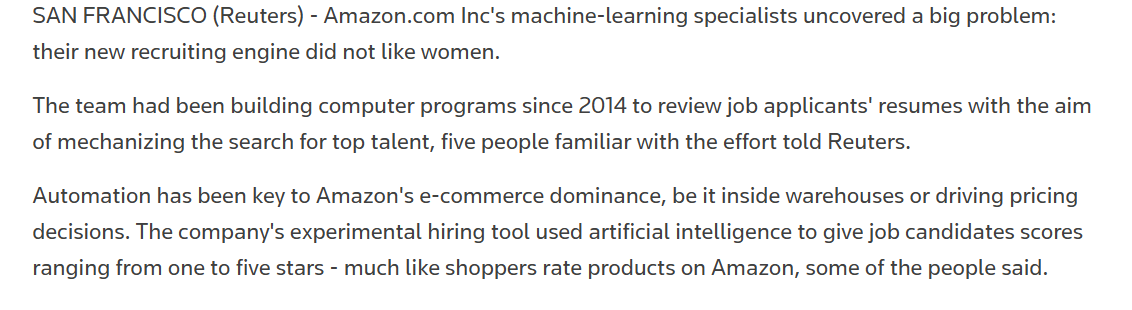 SAN FRANCISCO (Reuters) - Amazon.com Inc's machine-learning specialists uncovered a big problem:
their new recruiting engine did not like women.
The team had been building computer programs since 2014 to review job applicants' resumes with the aim
of mechanizing the search for top talent, five people familiar with the effort told Reuters.
Automation has been key to Amazon's e-commerce dominance, be it inside warehouses or driving pricing
decisions. The company's experimental hiring tool used artificial intelligence to give job candidates scores
ranging from one to five stars - much like shoppers rate products on Amazon, some of the people said.